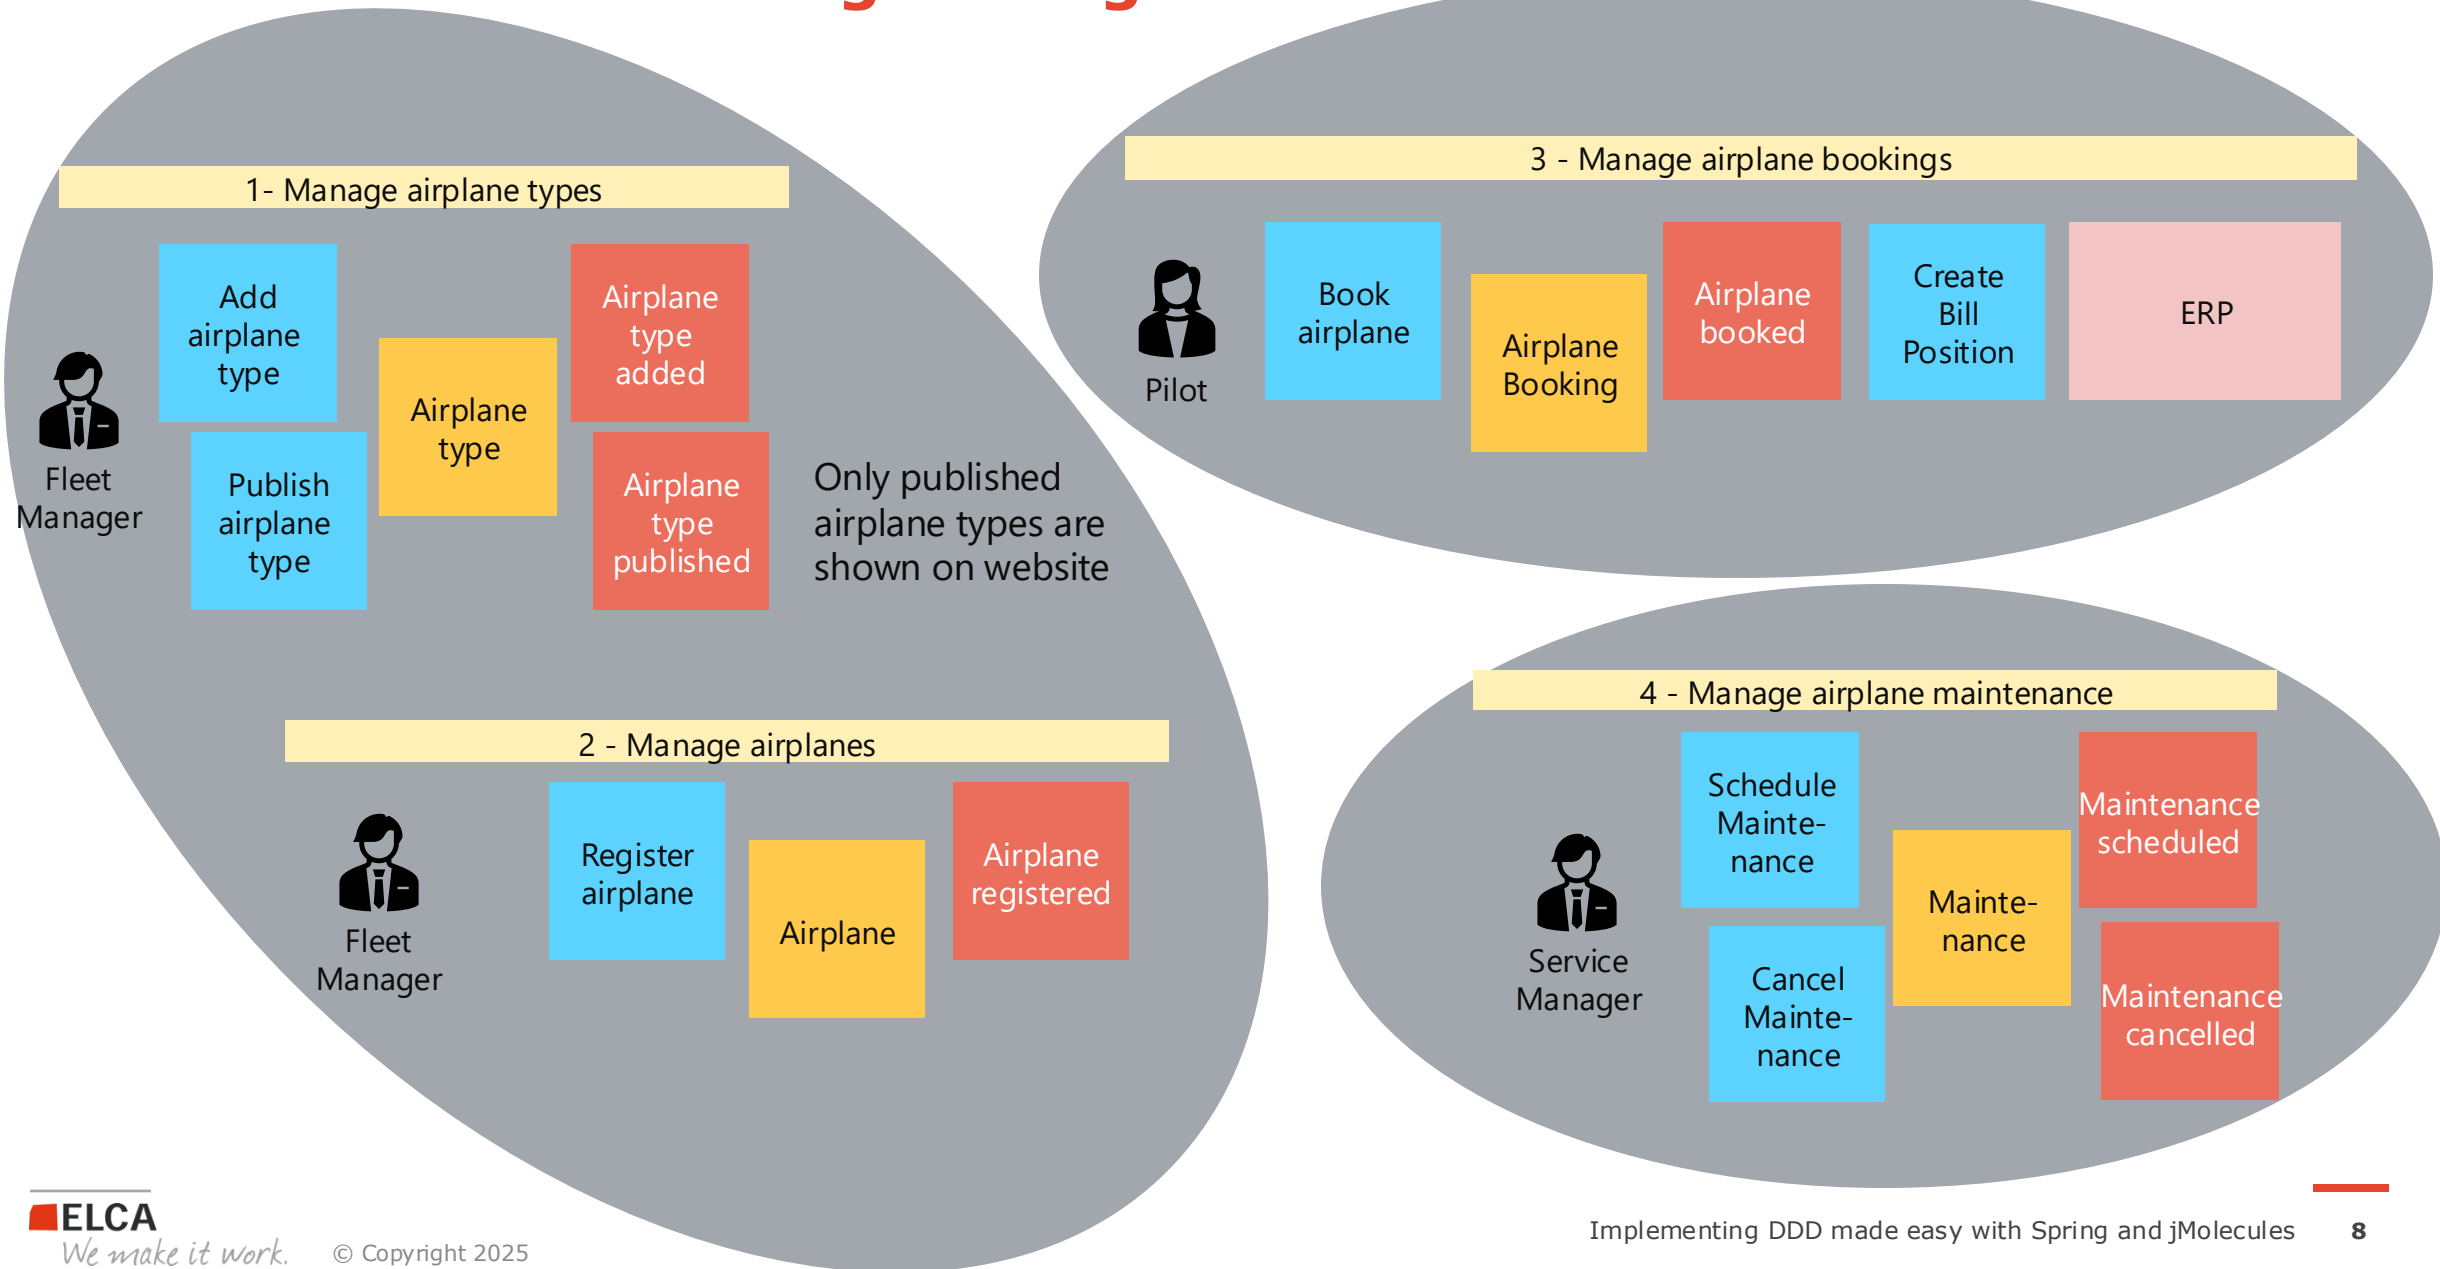 1- Manage airplane types
Add
airplane
type
Airplane
type
Airplane
type
added
Publish
airplane
type
Airplane
type
published
Fleet
Manager
Only published
airplane types are
shown on website
2 - Manage airplanes
Fleet
Manager
Register
airplane
Airplane
Airplane
registered
3 - Manage airplane bookings
Pilot
Book
airplane
Airplane
Booking
Airplane
booked
Create
Bill
Position
ERP
4 - Manage airplane maintenance
Service
Manager
Schedule
Mainte-
nance
Cancel
Mainte-
nance
Mainte-
nance
Maintenance
scheduled
Maintenance
cancelled
ELCA
We make it work.
© Copyright 2025
Implementing DDD made easy with Spring and jMolecules 8